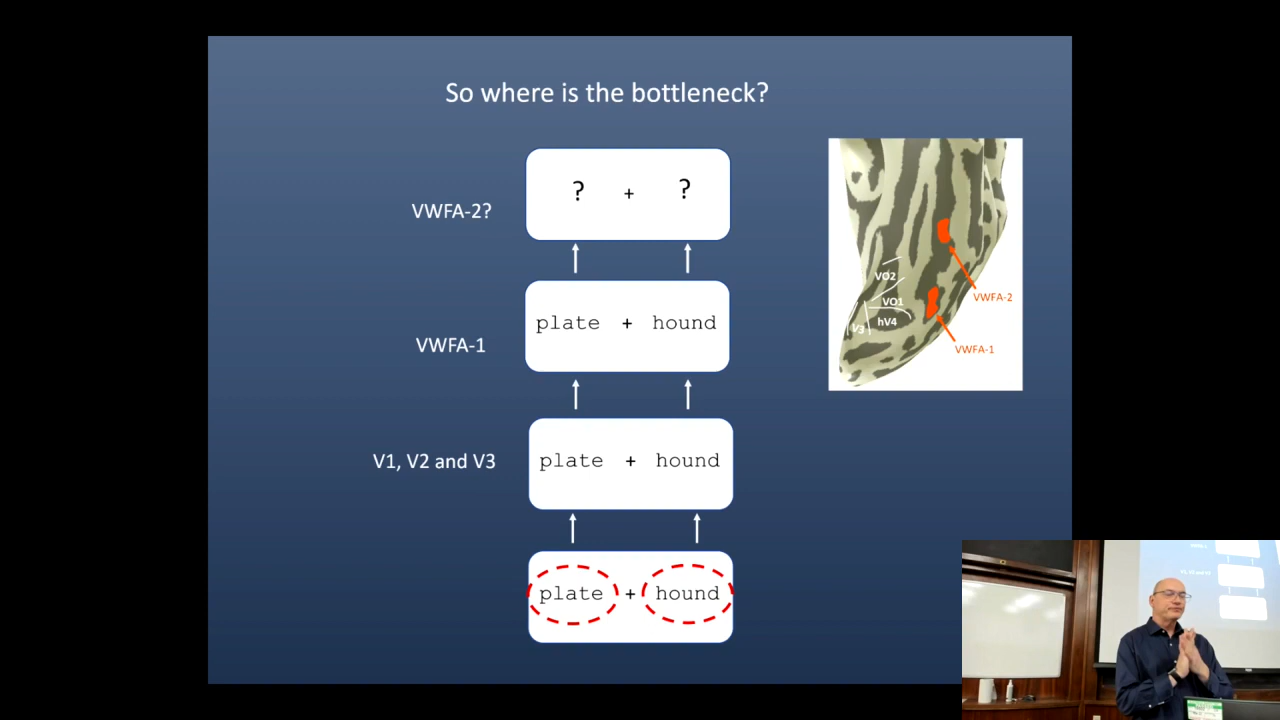 So where is the bottleneck?
? + ?
VWFA-2?
plate + hound
VWFA-1
plate + hound
V1, V2 and V3
plate + hound
VO2
VO1
hV4
V3
VWFA-2
VWFA-1